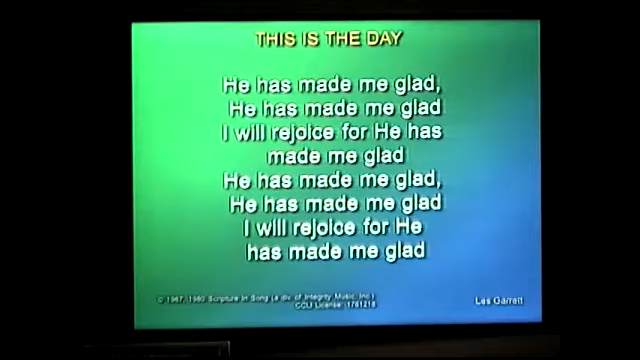 THIS IS THE DAY
He has made me glad,
He has made me glad
I will rejoice for He has
made me glad
He has made me glad,
He has made me glad
I will rejoice for He
has made me glad
© 1967, 1980 Scripture In Song (a div. of Integrity Music, Inc.)
CCLI License: 1781218
Les Garrett